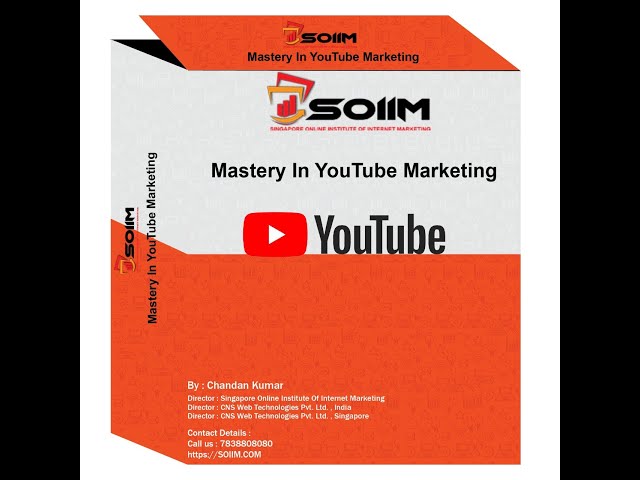 SOIIM
Mastery In YouTube Marketing
SOIIM
SINGAPORE ONLINE INSTITUTE OF INTERNET MARKETING
Mastery In YouTube Marketing
YouTube
SOIIM
Mastery In YouTube Marketing
By : Chandan Kumar
Director : Singapore Online Institute Of Internet Marketing
Director : CNS Web Technologies Pvt. Ltd. , India
Director : CNS Web Technologies Pvt. Ltd. , Singapore
Contact Details :
Call us : 7838808080
https://SOIIM.COM